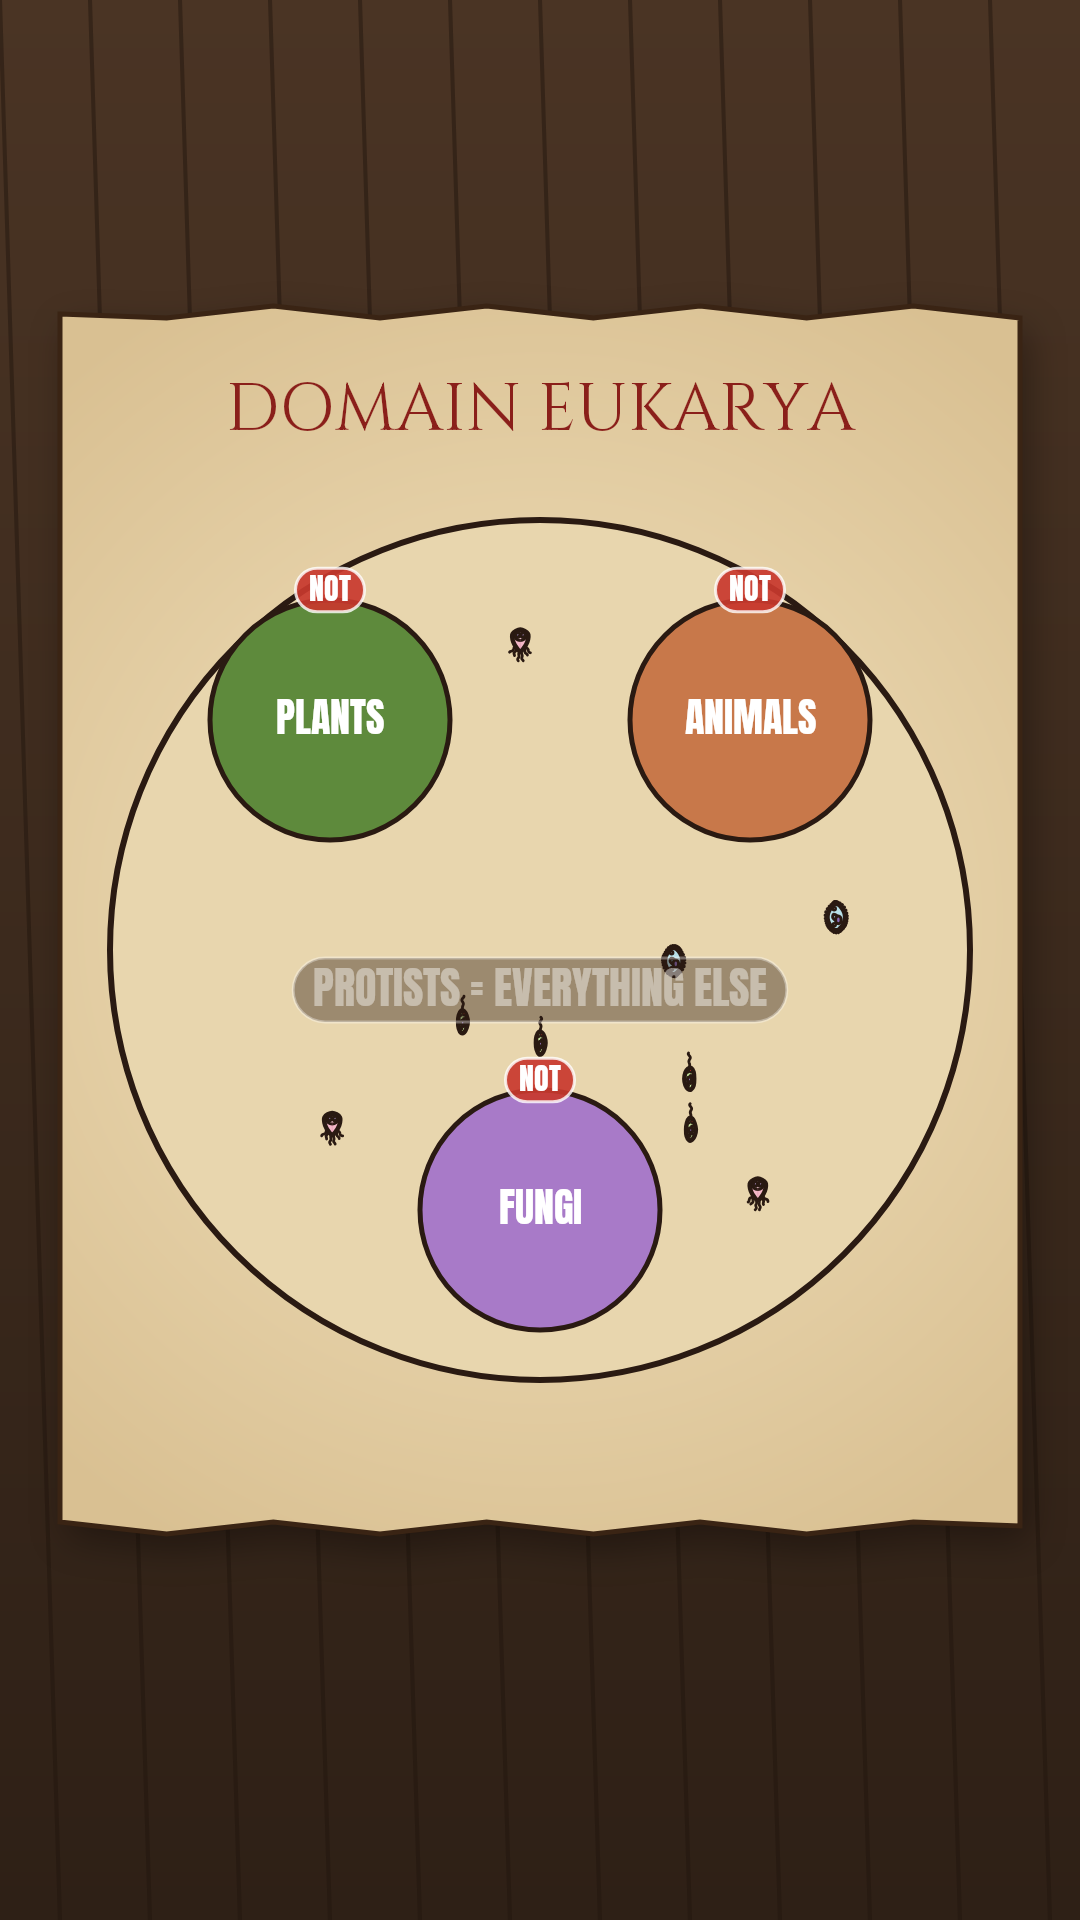 DOMAIN EUKARYA
NOT
NOT
PLANTS
ANIMALS
PROTISTS = EVERYTHING ELSE
NOT
FUNGI